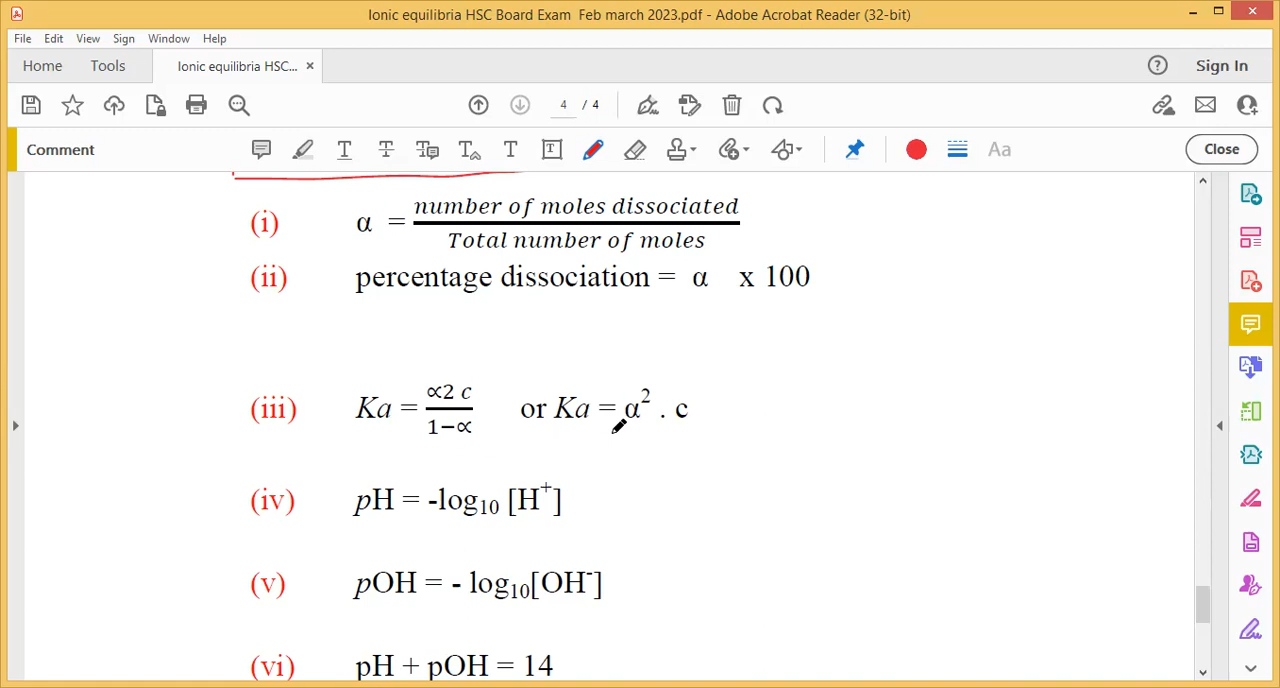 Ionic equilibria HSC Board Exam Feb march 2023.pdf - Adobe Acrobat Reader (32-bit)
File Edit View Sign Window Help
Home Tools Ionic equilibria HSC... × Sign In
4 / 4
Comment Aa Close
(i) α = number of moles dissociated / Total number of moles
(ii) percentage dissociation = α x 100
(iii) Ka = ∝2 c / 1−∝ or Ka = α² . c
(iv) pH = -log₁₀ [H⁺]
(v) pOH = - log₁₀[OH⁻]
(vi) pH + pOH = 14